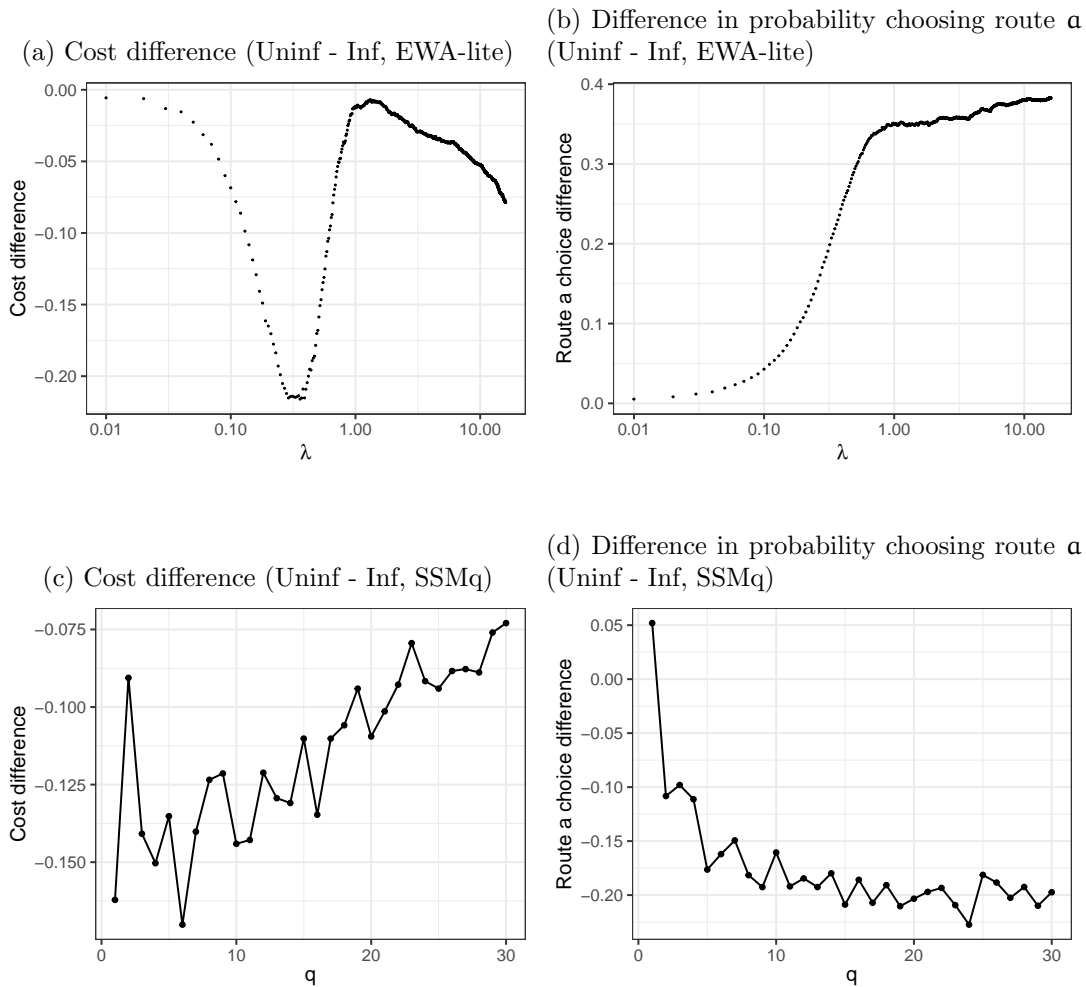 (a) Cost difference (Uninf - Inf, EWA-lite)
(b) Difference in probability choosing route 𝔞
(Uninf - Inf, EWA-lite)
Cost difference
0.00
−0.05
−0.10
−0.15
−0.20
0.01
0.10
1.00
10.00
λ
Route a choice difference
0.4
0.3
0.2
0.1
0.0
0.01
0.10
1.00
10.00
λ
(c) Cost difference (Uninf - Inf, SSMq)
(d) Difference in probability choosing route 𝔞
(Uninf - Inf, SSMq)
Cost difference
−0.075
−0.100
−0.125
−0.150
0
10
20
30
q
Route a choice difference
0.05
0.00
−0.05
−0.10
−0.15
−0.20
0
10
20
30
q